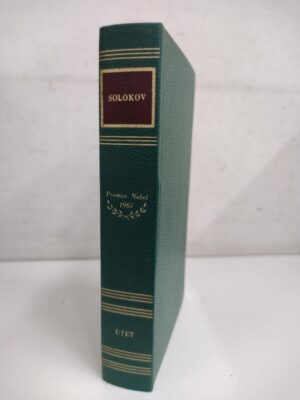 SOLOKOV
Premio Nobel
1965
UTET